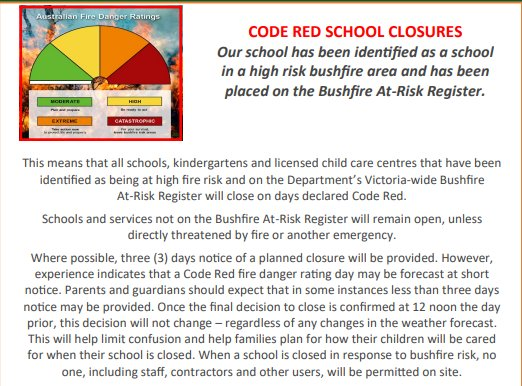 Australian Fire Danger Ratings
MODERATE
Plan and prepare
HIGH
Be ready to act
EXTREME
Take action now
to protect life and property
CATASTROPHIC
For your survival,
leave bushfire risk areas
CODE RED SCHOOL CLOSURES
Our school has been identified as a school
in a high risk bushfire area and has been
placed on the Bushfire At-Risk Register.
This means that all schools, kindergartens and licensed child care centres that have been
identified as being at high fire risk and on the Department’s Victoria-wide Bushfire
At-Risk Register will close on days declared Code Red.
Schools and services not on the Bushfire At-Risk Register will remain open, unless
directly threatened by fire or another emergency.
Where possible, three (3) days notice of a planned closure will be provided. However,
experience indicates that a Code Red fire danger rating day may be forecast at short
notice. Parents and guardians should expect that in some instances less than three days
notice may be provided. Once the final decision to close is confirmed at 12 noon the day
prior, this decision will not change – regardless of any changes in the weather forecast.
This will help limit confusion and help families plan for how their children will be cared
for when their school is closed. When a school is closed in response to bushfire risk, no
one, including staff, contractors and other users, will be permitted on site.